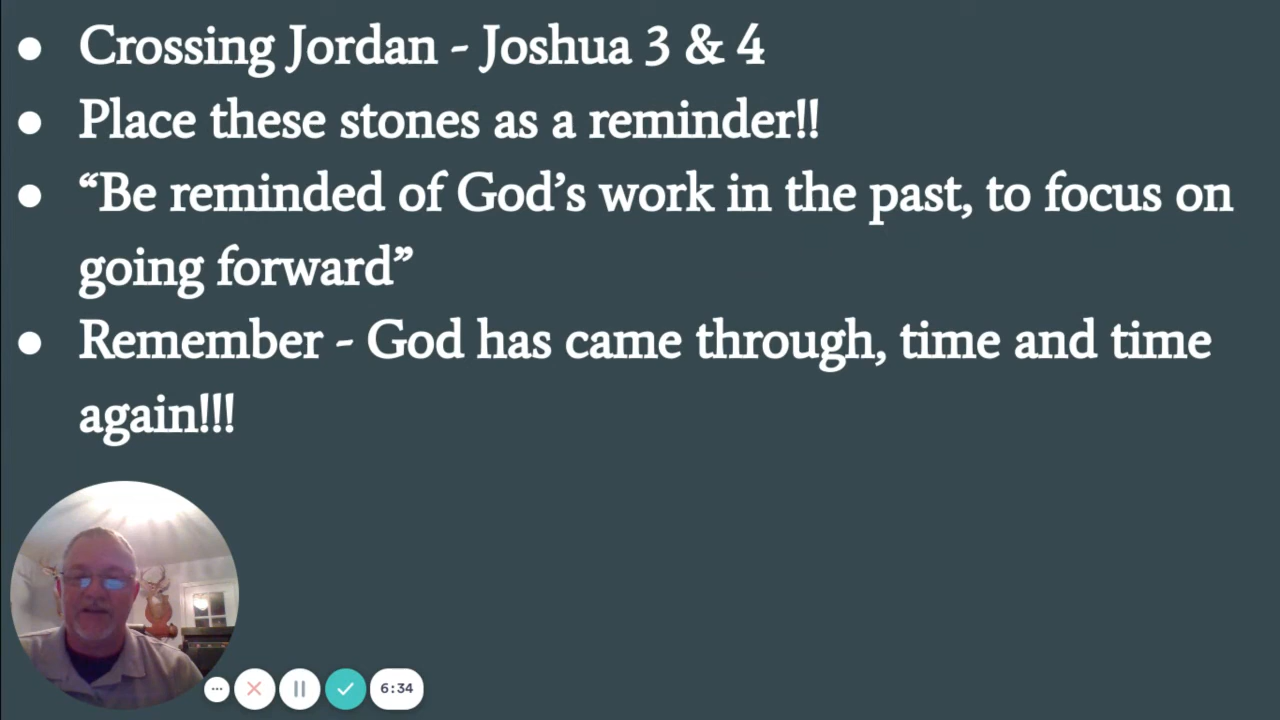 ● Crossing Jordan - Joshua 3 & 4
● Place these stones as a reminder!!
● “Be reminded of God’s work in the past, to focus on
going forward”
● Remember - God has came through, time and time
again!!!
6:34